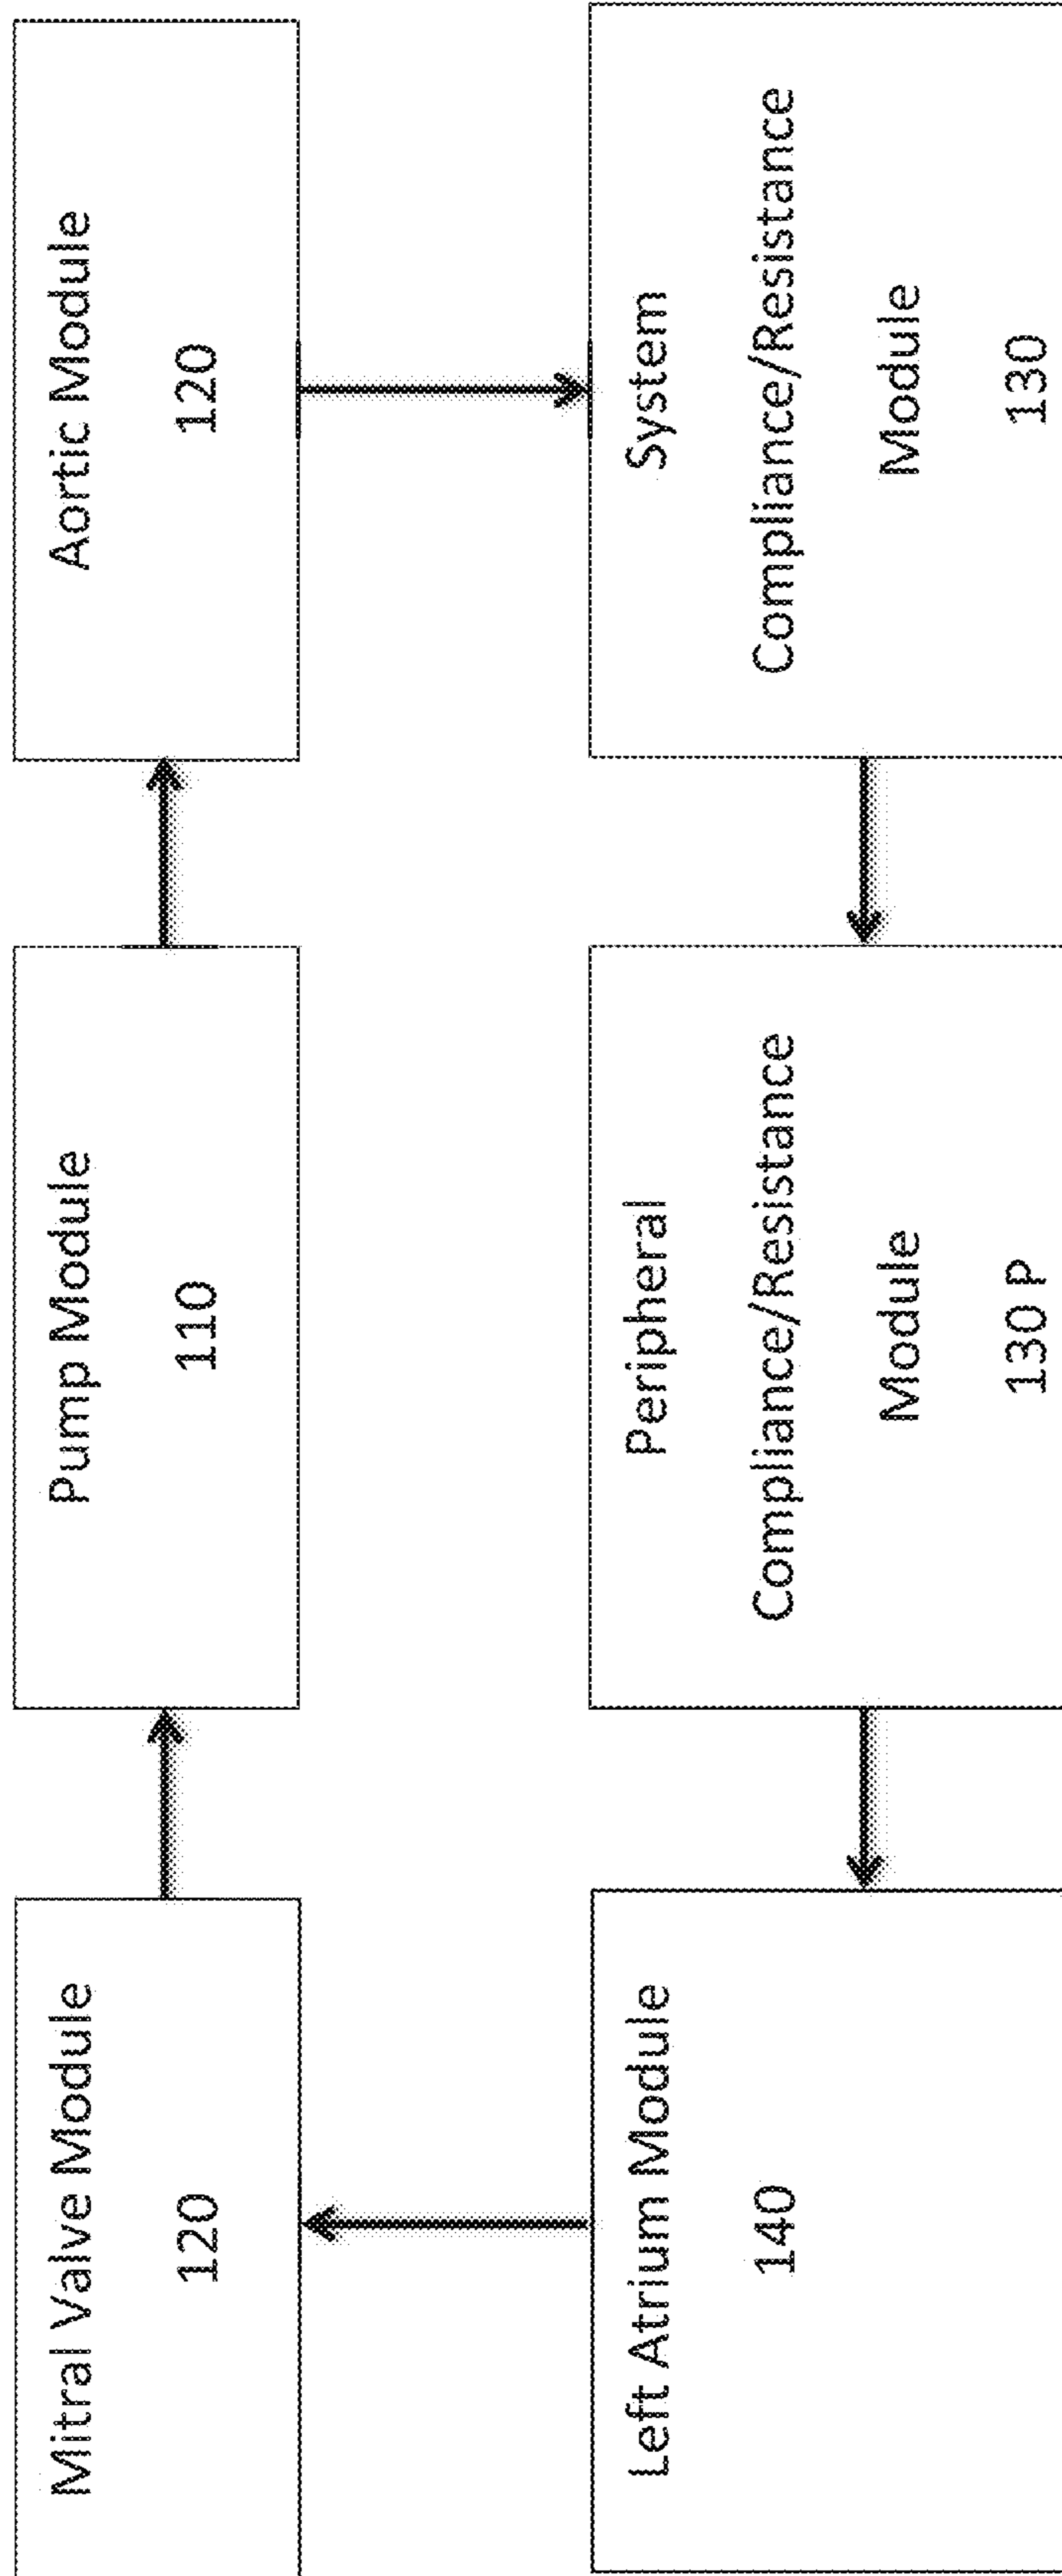 Mitral Valve Module
120
Pump Module
110
Aortic Module
120
Left Atrium Module
140
Peripheral
Compliance/Resistance
Module
130 P
System
Compliance/Resistance
Module
130